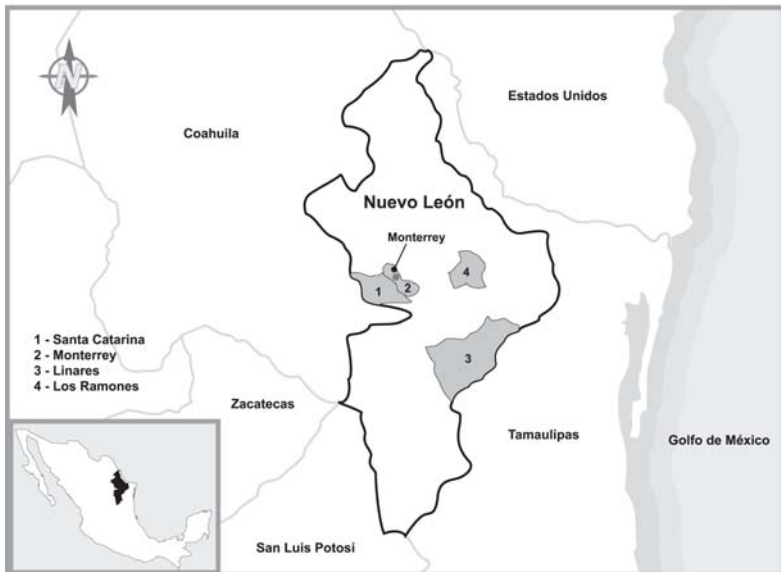 N
Estados Unidos
Coahuila
Nuevo León
Monterrey
4
1
2
1 - Santa Catarina
2 - Monterrey
3 - Linares
4 - Los Ramones
3
Zacatecas
Tamaulipas
Golfo de México
San Luis Potosí